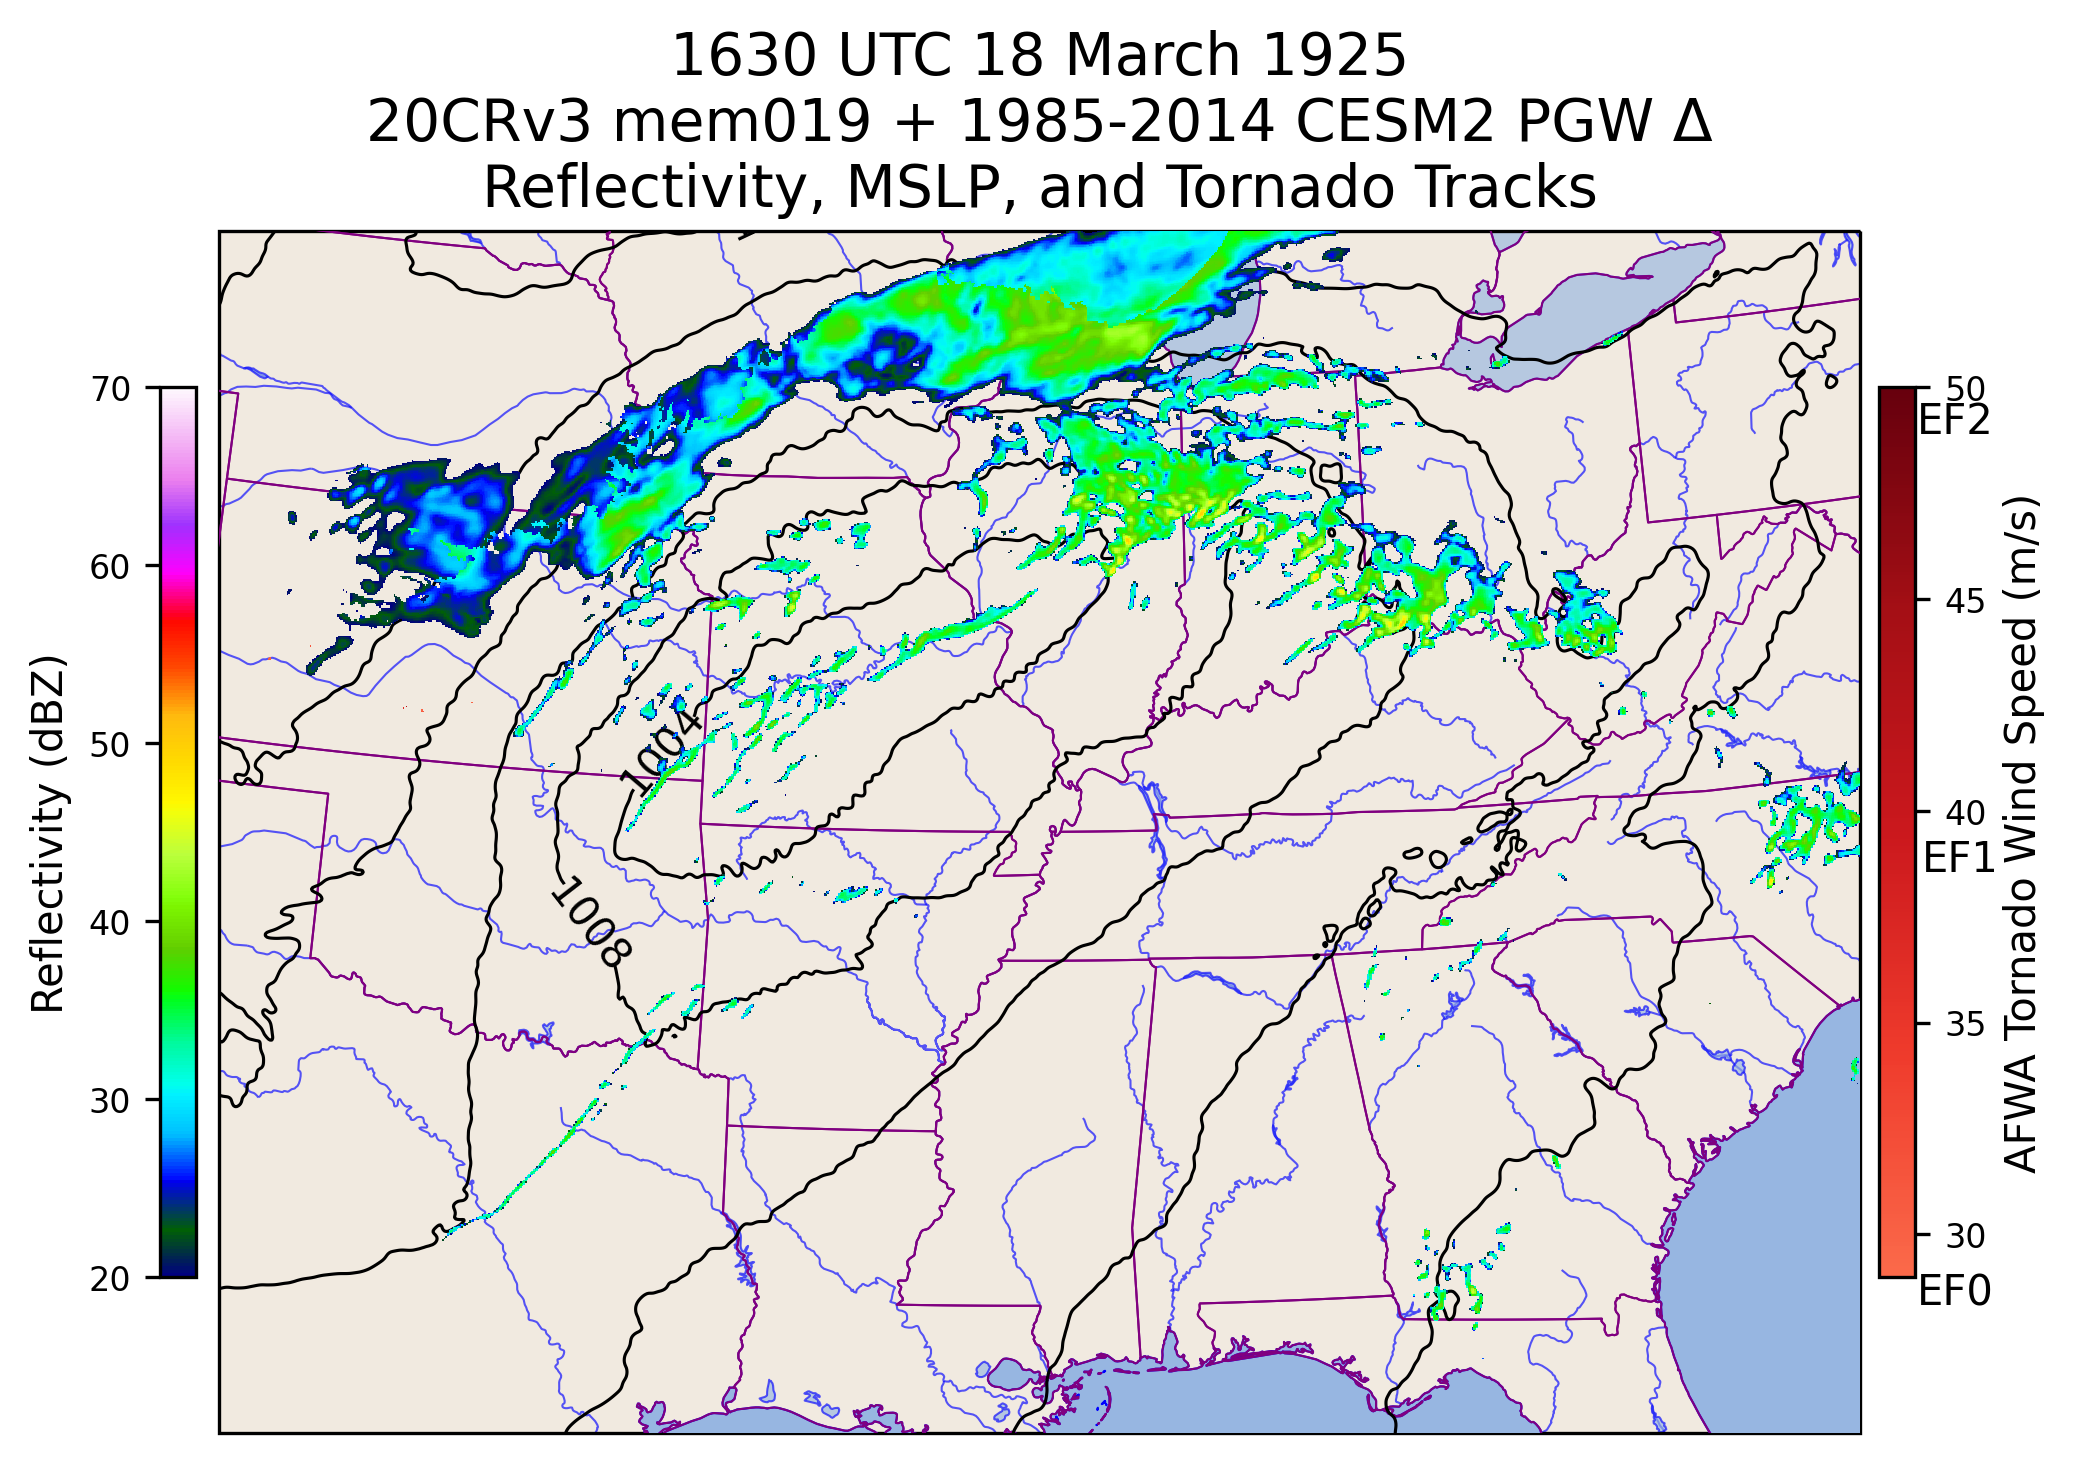 1630 UTC 18 March 1925
20CRv3 mem019 + 1985-2014 CESM2 PGW Δ
Reflectivity, MSLP, and Tornado Tracks
Reflectivity (dBZ)
70
60
50
40
30
20
1004
1008
50
EF2
45
40
EF1
35
30
EF0
AFWA Tornado Wind Speed (m/s)